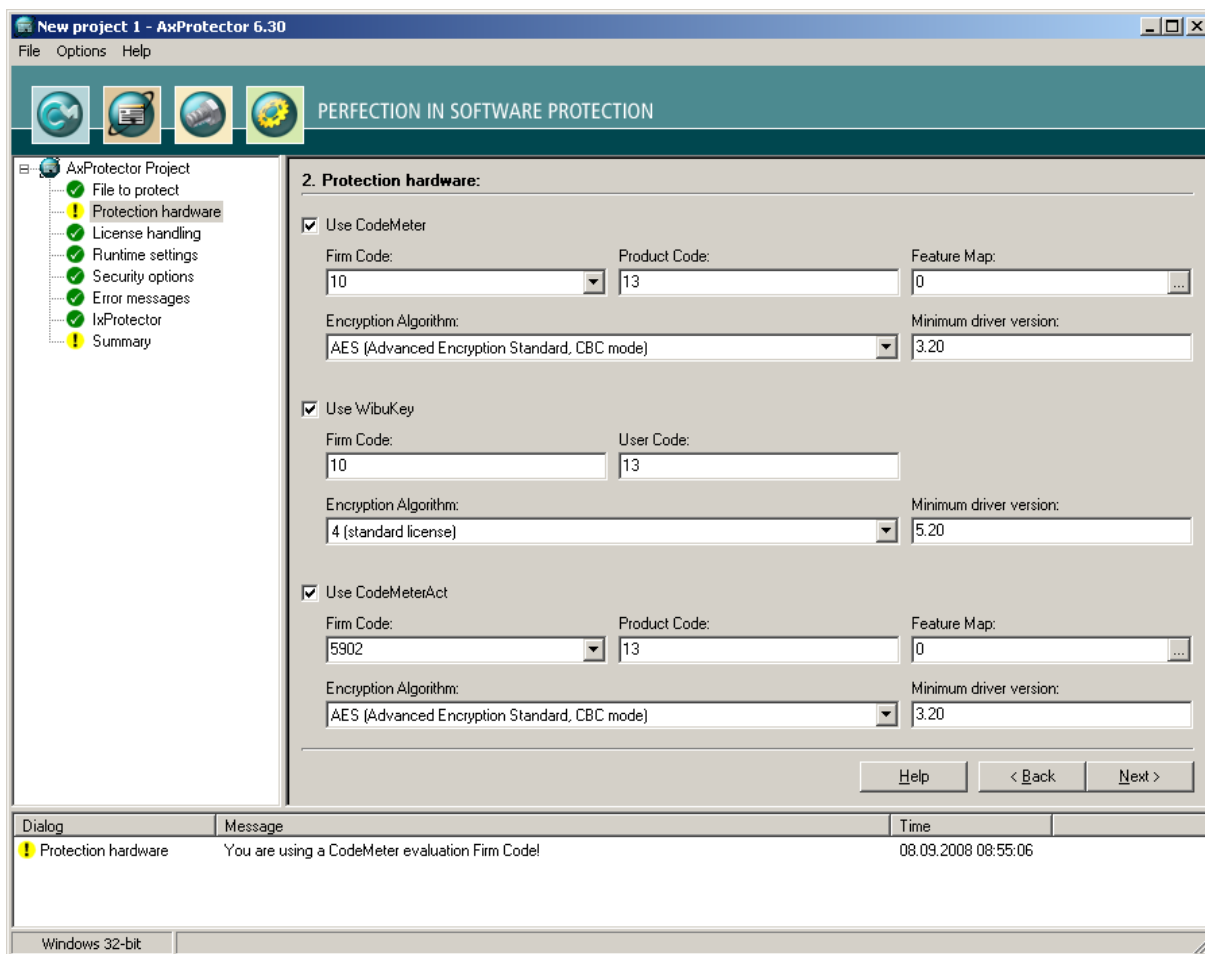 New project 1 - AxProtector 6.30
File Options Help
PERFECTION IN SOFTWARE PROTECTION
AxProtector Project
File to protect
Protection hardware
License handling
Runtime settings
Security options
Error messages
IxProtector
Summary
2. Protection hardware:
Use CodeMeter
Firm Code: Product Code: Feature Map:
10 13 0 ...
Encryption Algorithm: Minimum driver version:
AES (Advanced Encryption Standard, CBC mode) 3.20
Use WibuKey
Firm Code: User Code:
10 13
Encryption Algorithm: Minimum driver version:
4 (standard license) 5.20
Use CodeMeterAct
Firm Code: Product Code: Feature Map:
5902 13 0 ...
Encryption Algorithm: Minimum driver version:
AES (Advanced Encryption Standard, CBC mode) 3.20
Help < Back Next >
Dialog Message Time
Protection hardware You are using a CodeMeter evaluation Firm Code! 08.09.2008 08:55:06
Windows 32-bit